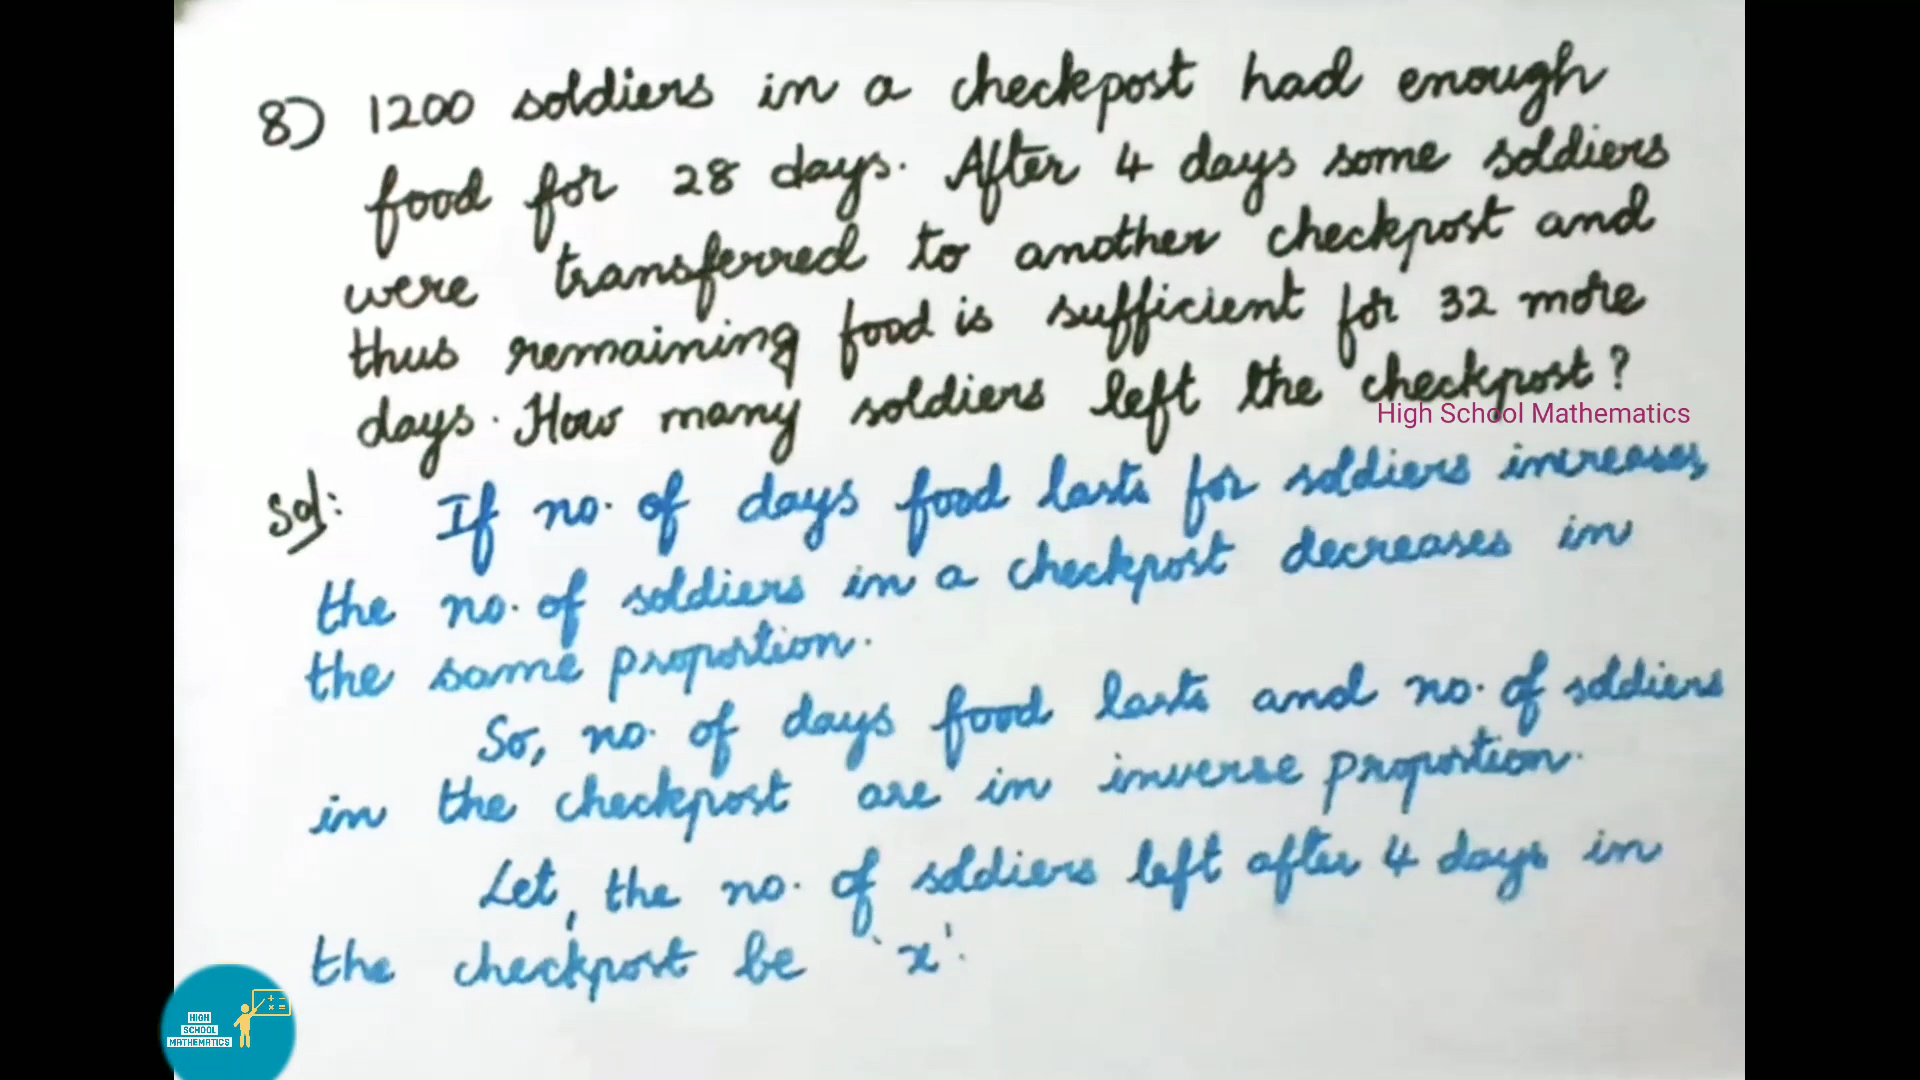 8) 1200 soldiers in a checkpost had enough
food for 28 days. After 4 days some soldiers
were transferred to another checkpost and
thus remaining food is sufficient for 32 more
days. How many soldiers left the checkpost?
High School Mathematics
Sol: If no. of days food lasts for soldiers increases,
the no. of soldiers in a checkpost decreases in
the same proportion.
So, no. of days food lasts and no. of soldiers
in the checkpost are in inverse proportion.
Let, the no. of soldiers left after 4 days in
the checkpost be 'x'.
HIGH
SCHOOL
MATHEMATICS